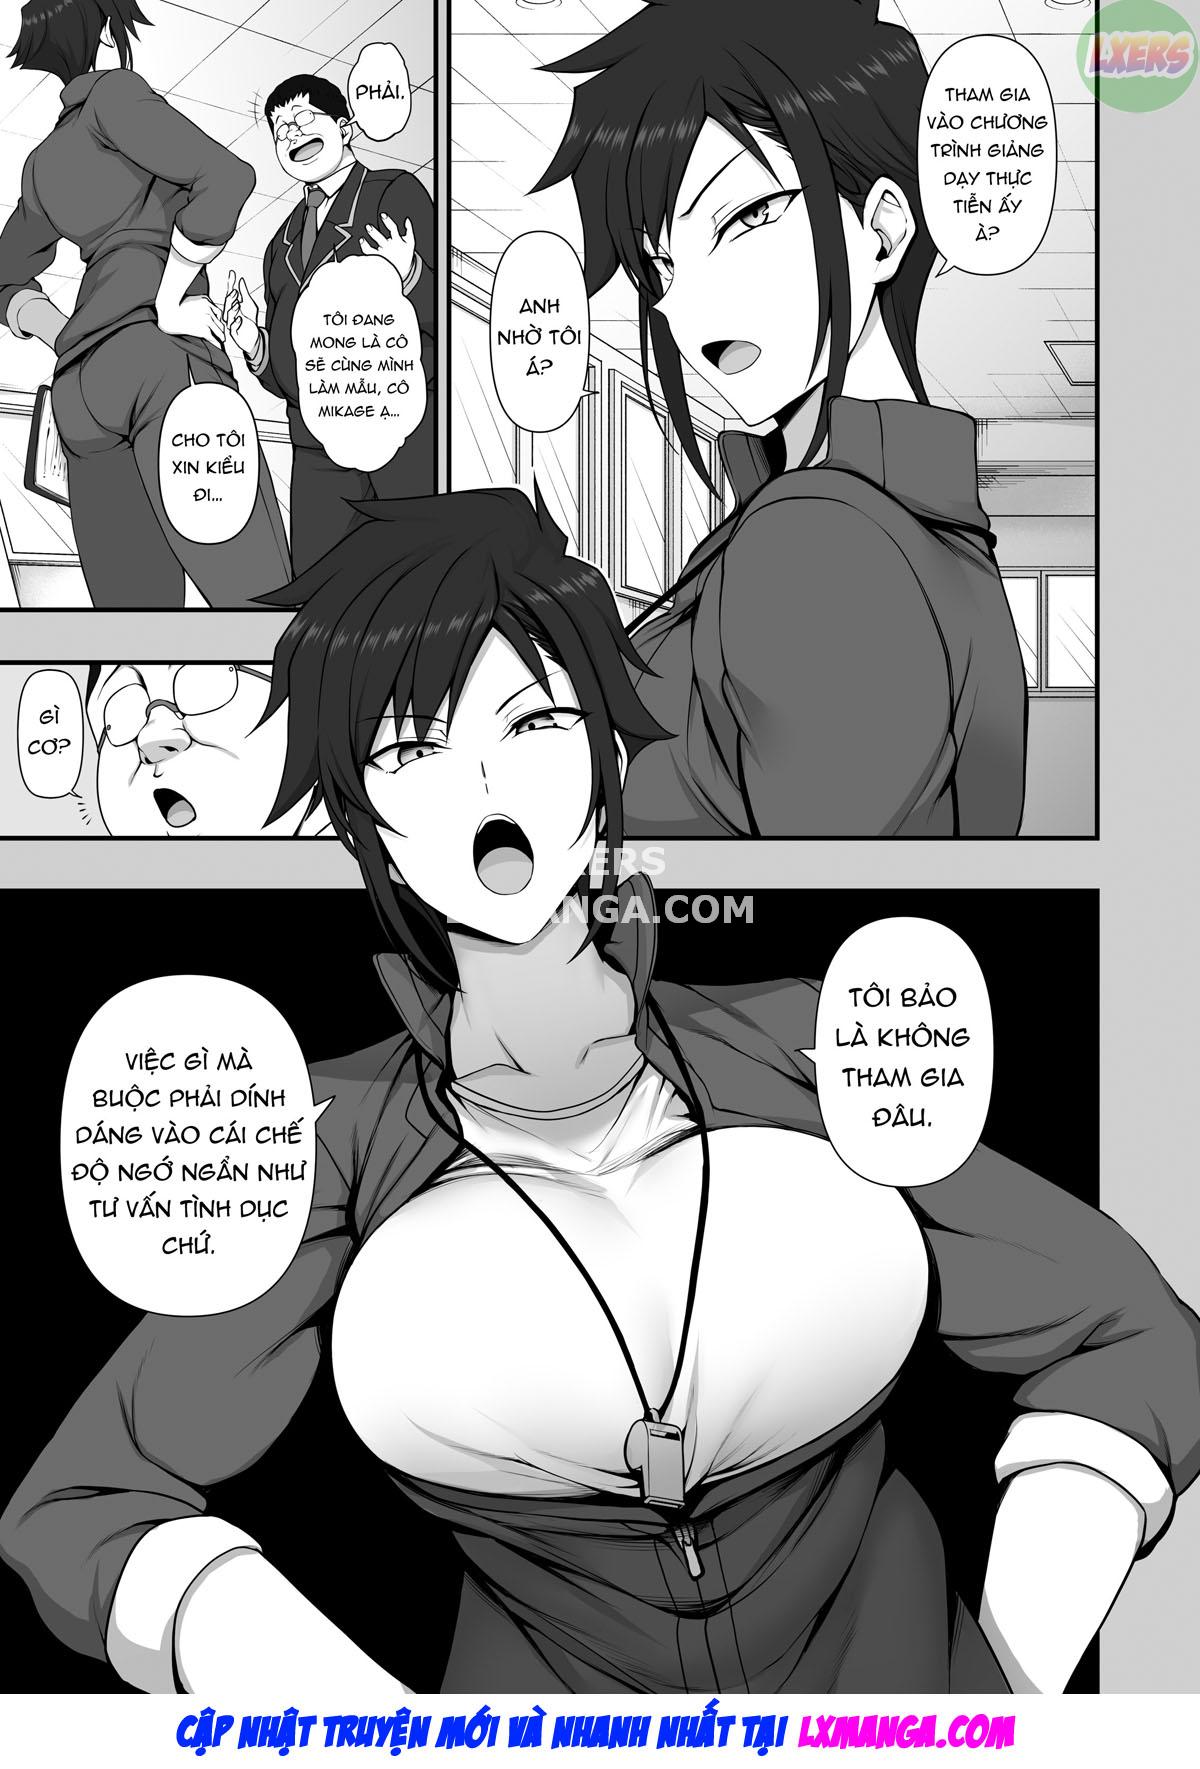 LXERS
THAM GIA
VÀO CHƯƠNG
TRÌNH GIẢNG
DẠY THỰC
TIỄN ẤY
À?
ANH
NHỜ TÔI
Á?
PHẢI.
TÔI ĐANG
MONG LÀ CÔ
SẼ CÙNG MÌNH
LÀM MẪU, CÔ
MIKAGE Ạ...
CHO TÔI
XIN KIỂU
ĐI...
GÌ
CƠ?
ERS
ANGA.COM
TÔI BẢO
LÀ KHÔNG
THAM GIA
ĐÂU.
VIỆC GÌ MÀ
BUỘC PHẢI DÍNH
DÁNG VÀO CÁI CHẾ
ĐỘ NGỚ NGẨN NHƯ
TƯ VẤN TÌNH DỤC
CHỨ.
CẬP NHẬT TRUYỆN MỚI VÀ NHANH NHẤT TẠI LXMANGA.COM